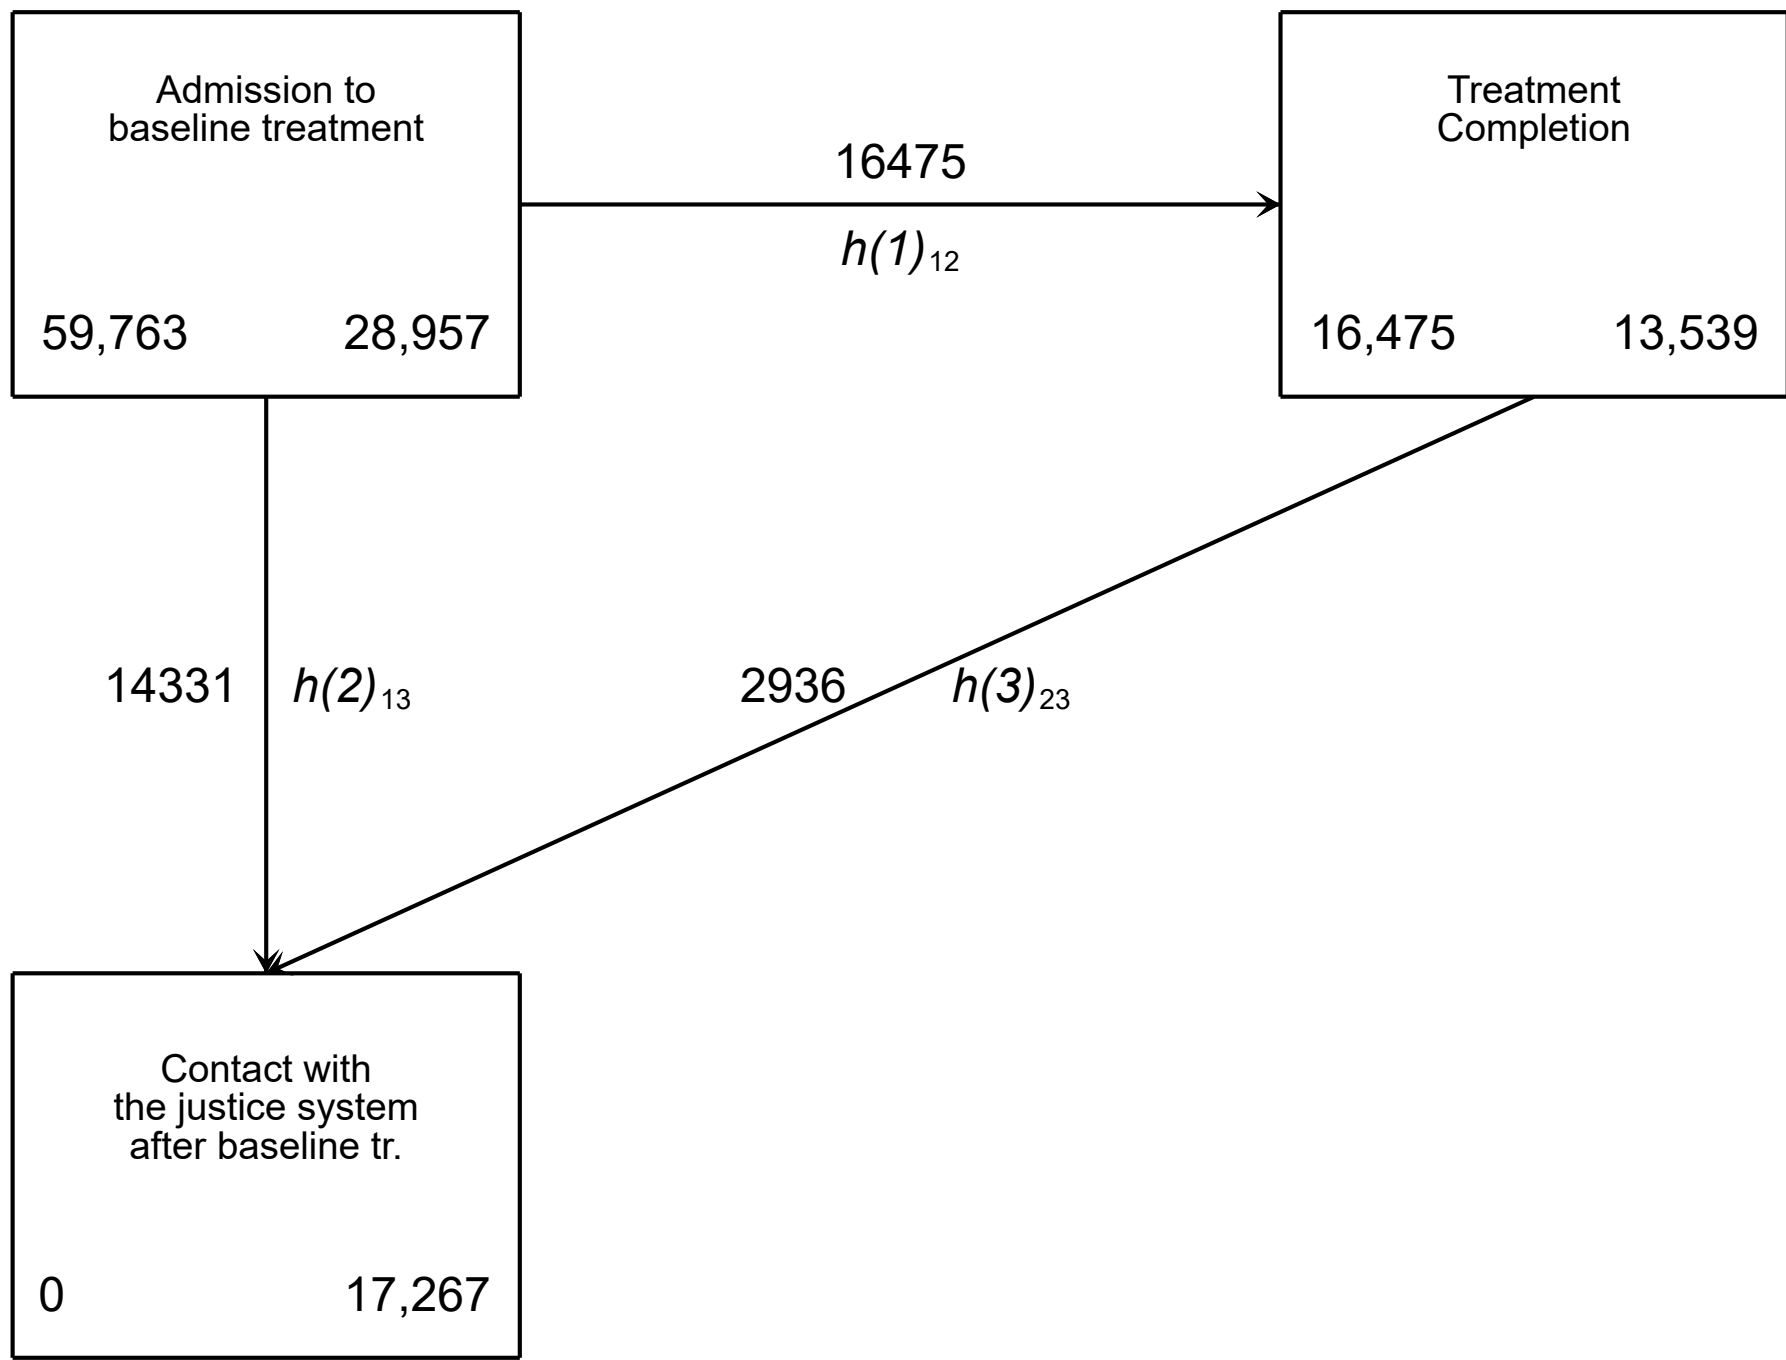 Admission to
baseline treatment
59,763 28,957
16475
h(1)12
Treatment
Completion
16,475 13,539
14331 h(2)13
2936 h(3)23
Contact with
the justice system
after baseline tr.
0 17,267